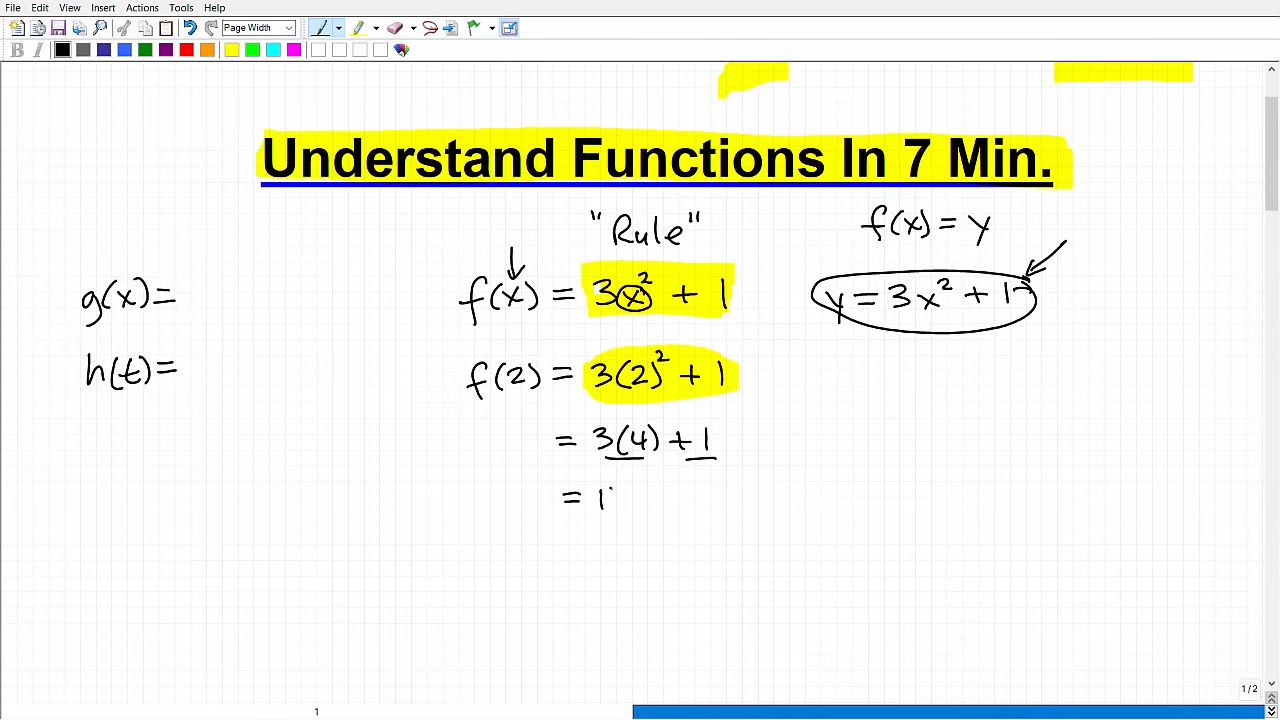 File Edit View Insert Actions Tools Help
Page Width
B I
Understand Functions In 7 Min.
"Rule"
f(x) = y
g(x) =
f(x) = 3x² + 1
y = 3x² + 1
h(t) =
f(2) = 3(2)² + 1
= 3(4) + 1
= 1
1/2
1